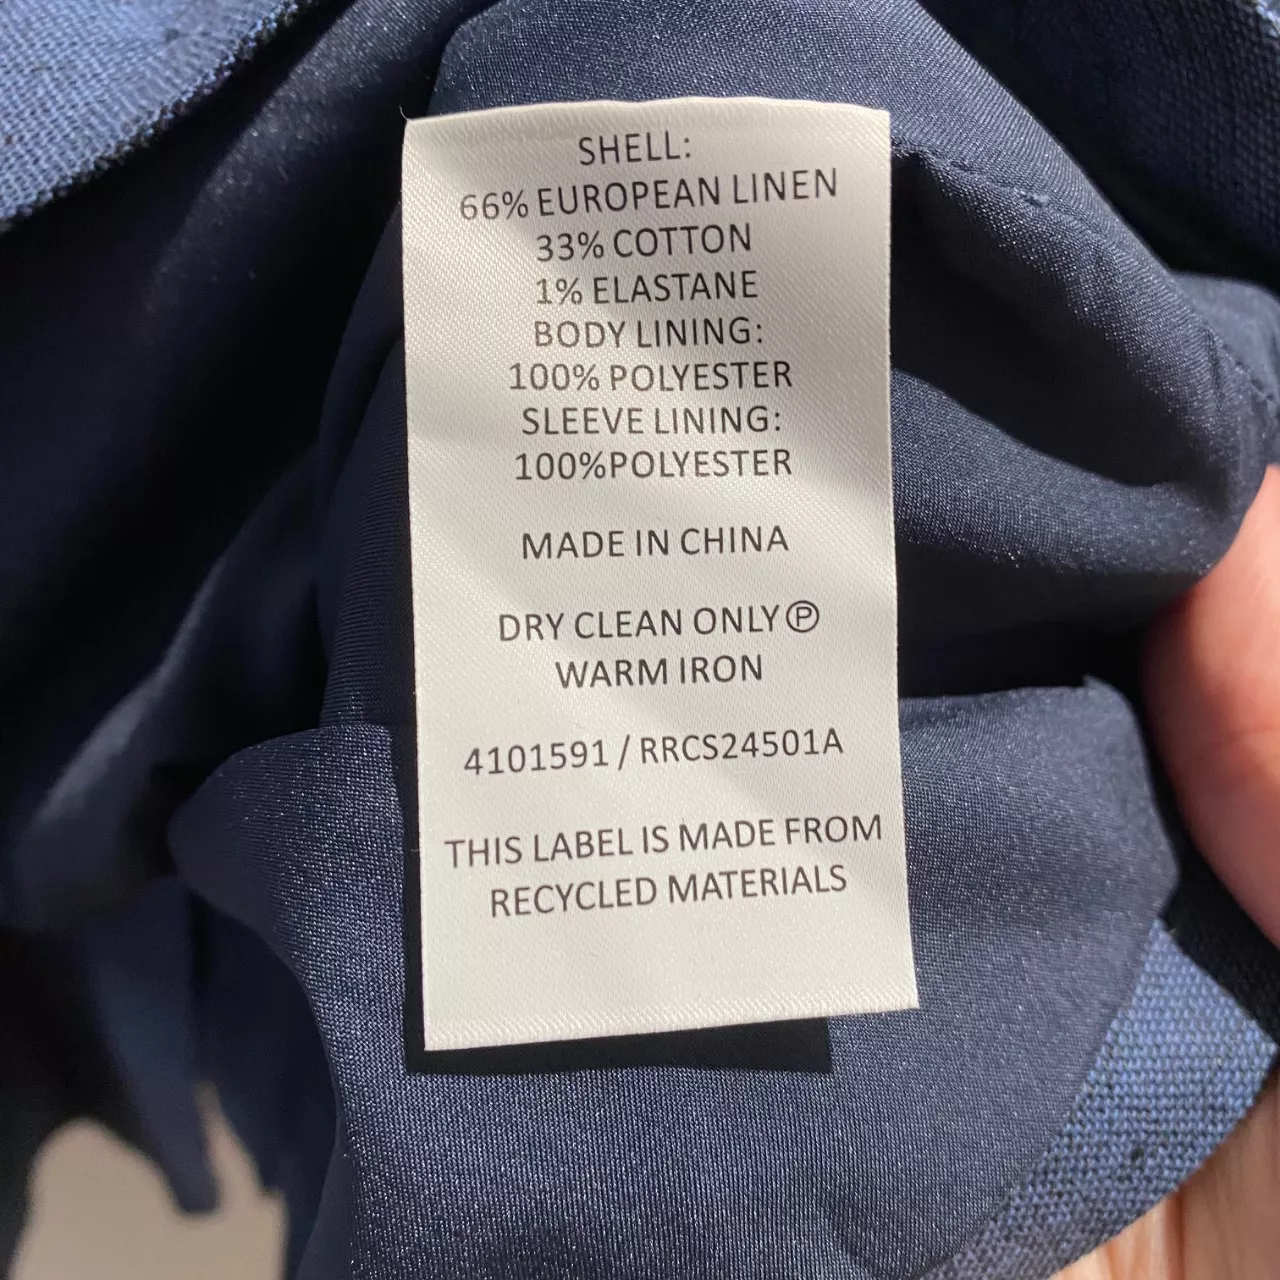 SHELL:
66% EUROPEAN LINEN
33% COTTON
1% ELASTANE
BODY LINING:
100% POLYESTER
SLEEVE LINING:
100%POLYESTER
MADE IN CHINA
DRY CLEAN ONLY Ⓟ
WARM IRON
4101591 / RRCS24501A
THIS LABEL IS MADE FROM
RECYCLED MATERIALS